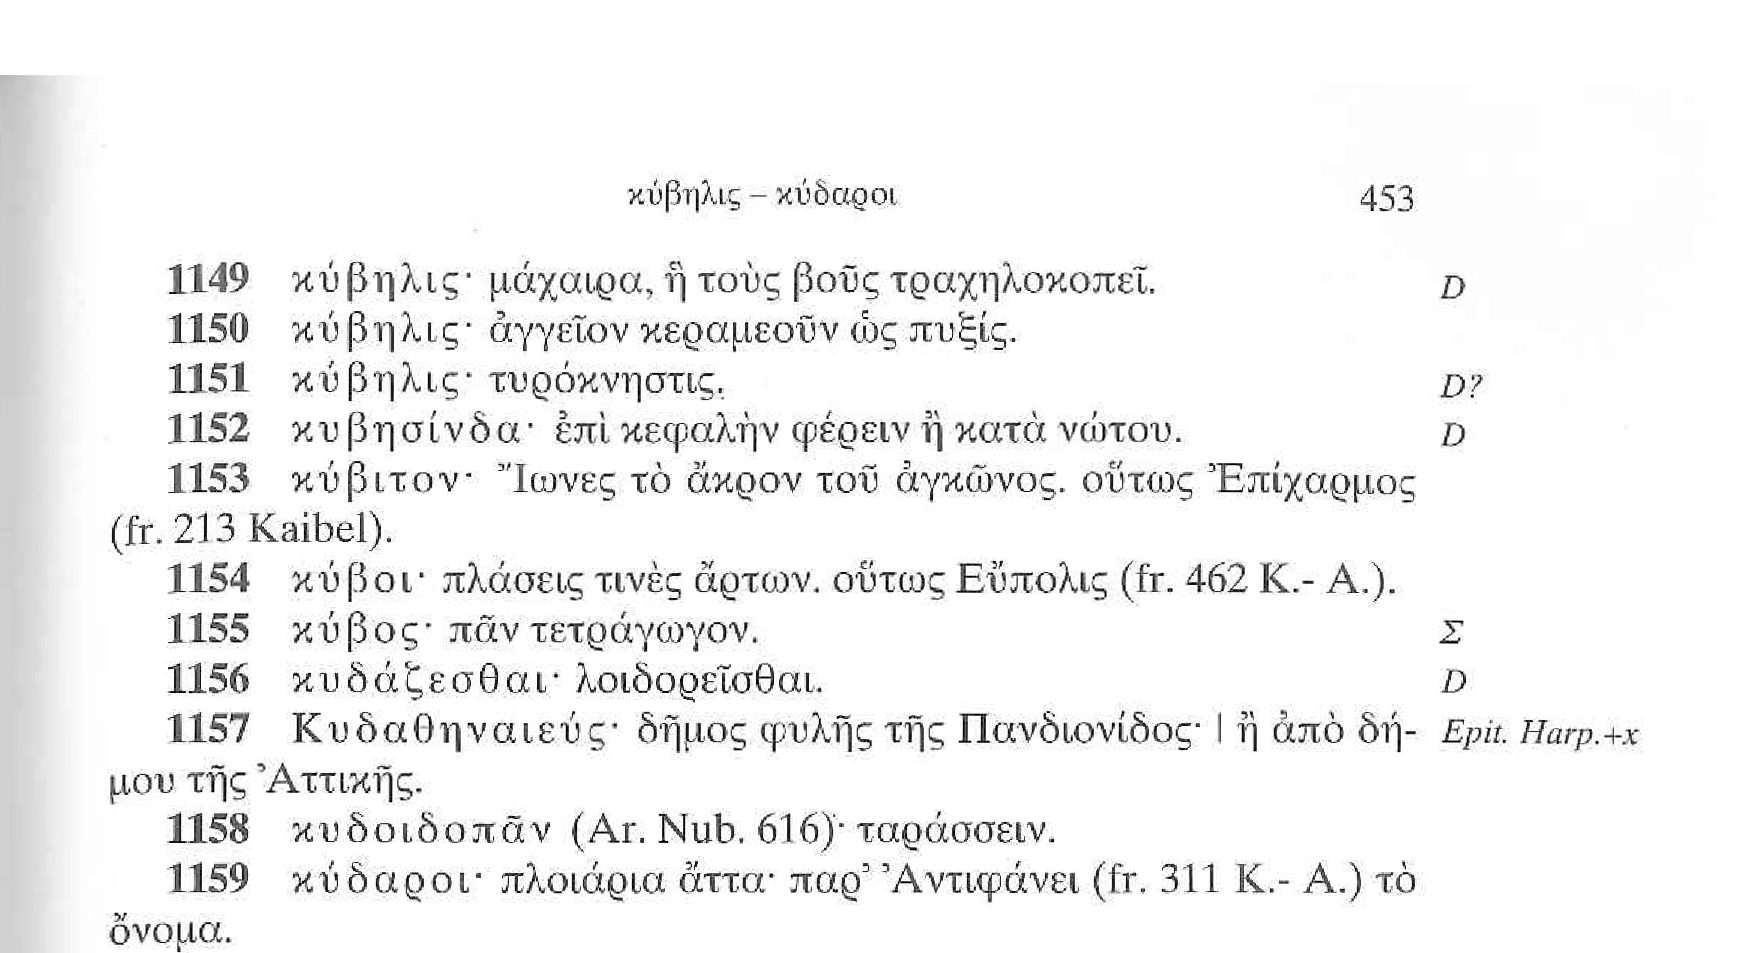 κύβηλις – κύδαροι 453
1149 κύβηλις· μάχαιρα, ἣ τοὺς βοῦς τραχηλοκοπεῖ. D
1150 κύβηλις· ἀγγεῖον κεραμεοῦν ὡς πυξίς.
1151 κύβηλις· τυρόκνηστις. D?
1152 κυβησίνδα· ἐπὶ κεφαλὴν φέρειν ἢ κατὰ νώτου. D
1153 κύβιτον· Ἴωνες τὸ ἄκρον τοῦ ἀγκῶνος. οὕτως Ἐπίχαρμος
(fr. 213 Kaibel).
1154 κύβοι· πλάσεις τινὲς ἄρτων. οὕτως Εὔπολις (fr. 462 K.- A.).
1155 κύβος· πᾶν τετράγωγον. Σ
1156 κυδάζεσθαι· λοιδορεῖσθαι. D
1157 Κυδαθηναιεύς· δῆμος φυλῆς τῆς Πανδιονίδος· | ἢ ἀπὸ δή- Epit. Harp.+x
μου τῆς Ἀττικῆς.
1158 κυδοιδοπᾶν (Ar. Nub. 616)· ταράσσειν.
1159 κύδαροι· πλοιάρια ἄττα· παρ’ Ἀντιφάνει (fr. 311 K.- A.) τὸ
ὄνομα.